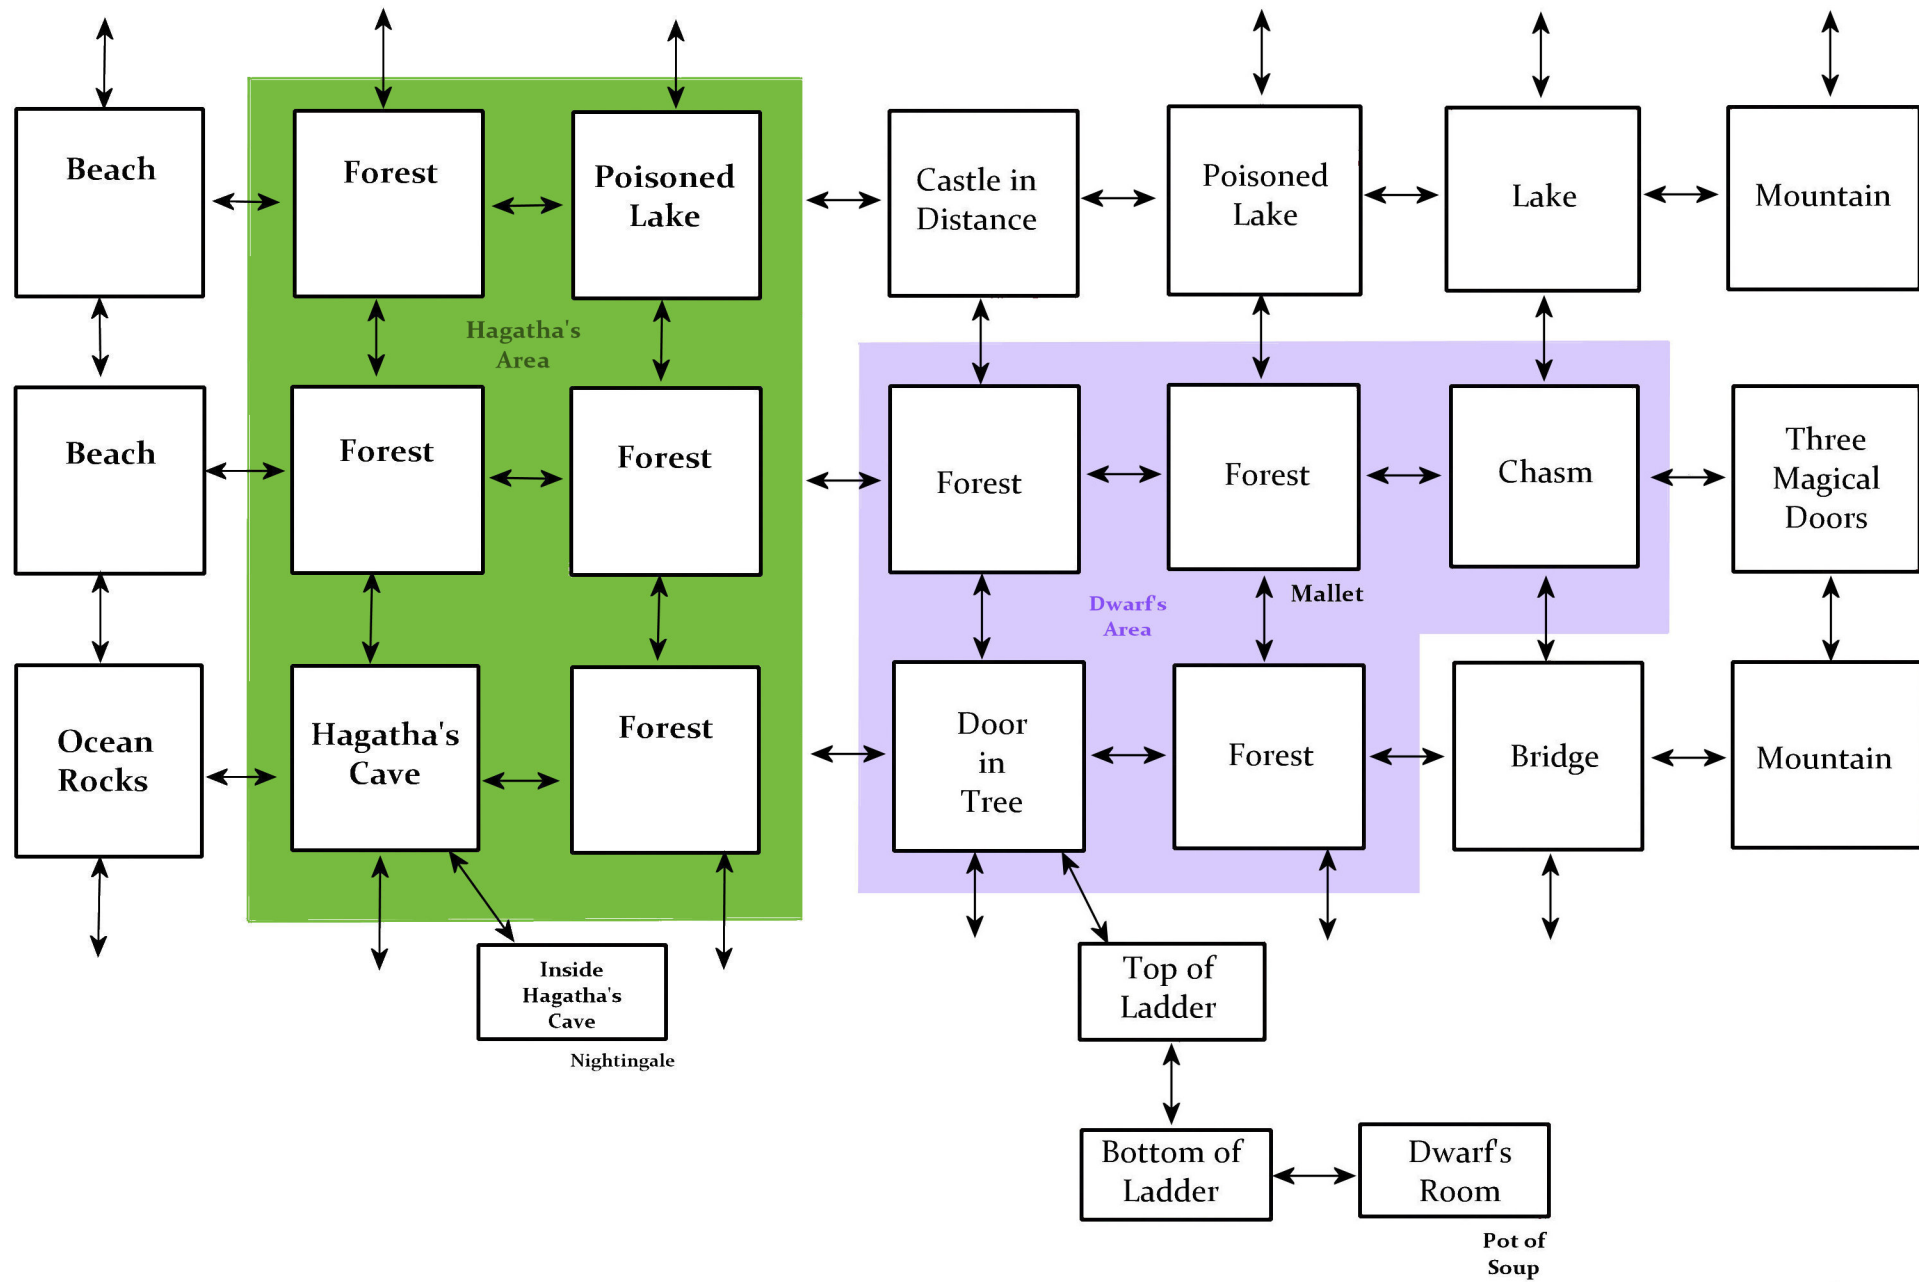 Beach
Forest
Poisoned
Lake
Castle in
Distance
Poisoned
Lake
Lake
Mountain
Hagatha's
Area
Beach
Forest
Forest
Forest
Forest
Chasm
Three
Magical
Doors
Mallet
Dwarf's
Area
Ocean
Rocks
Hagatha's
Cave
Forest
Door
in
Tree
Forest
Bridge
Mountain
Inside
Hagatha's
Cave
Nightingale
Top of
Ladder
Bottom of
Ladder
Dwarf's
Room
Pot of
Soup